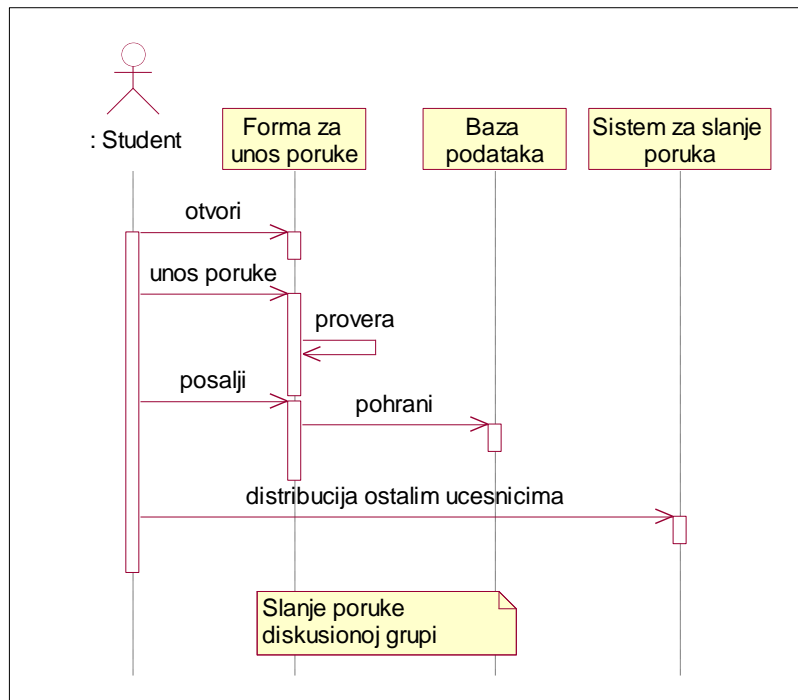 : Student
Forma za
unos poruke
Baza
podataka
Sistem za slanje
poruka
otvori
unos poruke
provera
posalji
pohrani
distribucija ostalim ucesnicima
Slanje poruke
diskusionoj grupi